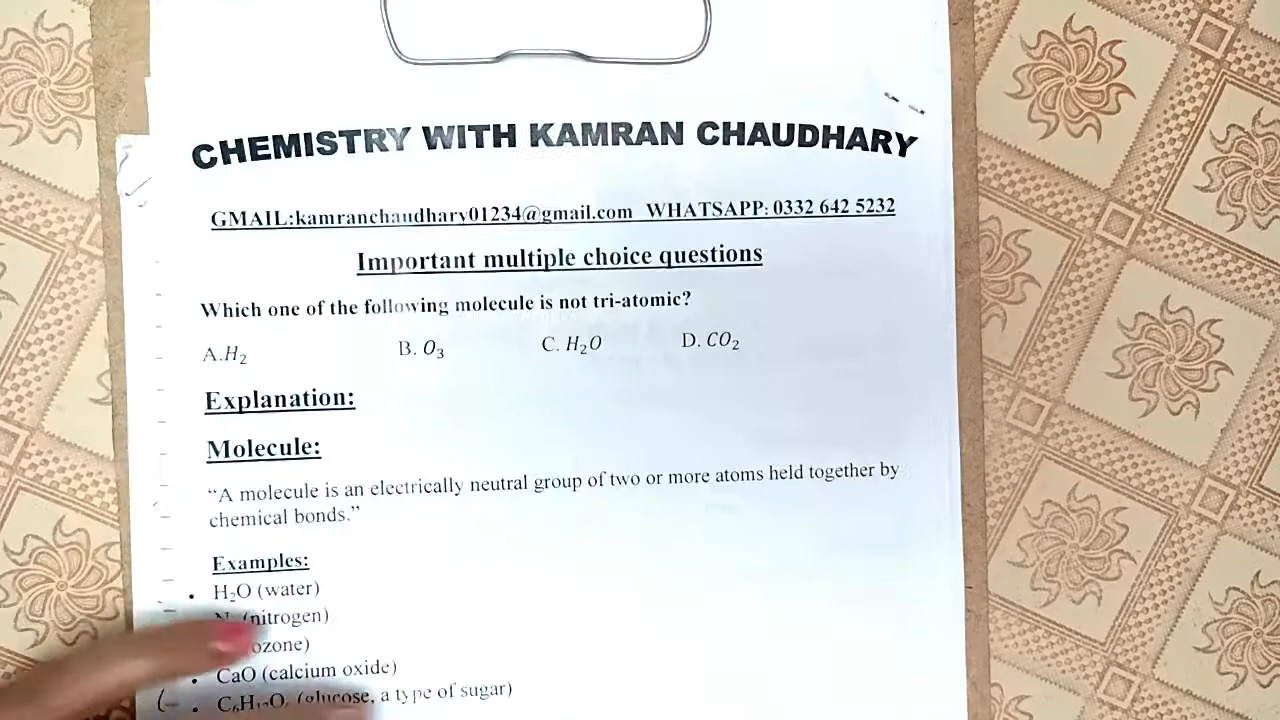 CHEMISTRY WITH KAMRAN CHAUDHARY
GMAIL:kamranchaudhary01234@gmail.com WHATSAPP: 0332 642 5232
Important multiple choice questions
Which one of the following molecule is not tri-atomic?
A.H₂ B. O₃ C. H₂O D. CO₂
Explanation:
Molecule:
“A molecule is an electrically neutral group of two or more atoms held together by
chemical bonds.”
Examples:
• H₂O (water)
(nitrogen)
ozone)
• CaO (calcium oxide)
• (glucose, a type of sugar)